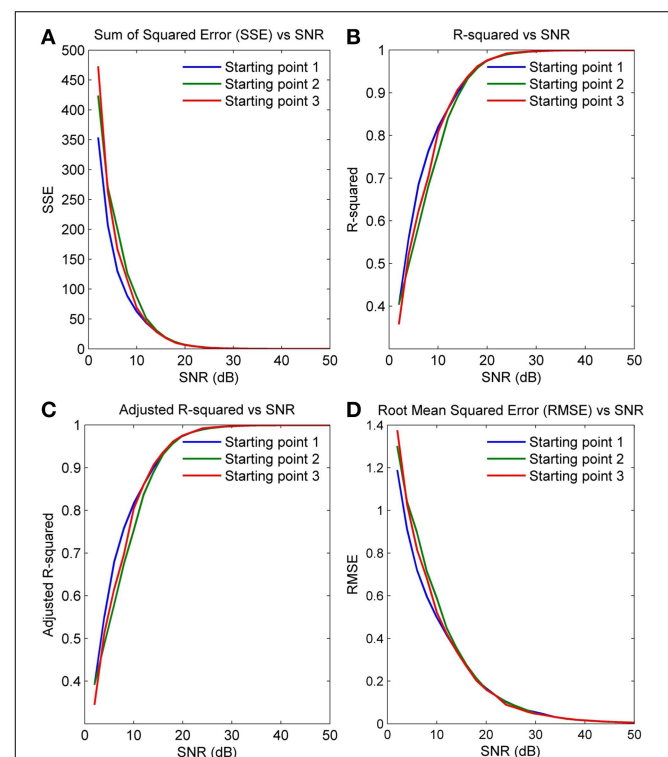 A
Sum of Squared Error (SSE) vs SNR
500
450
400
350
300
250
200
150
100
50
0
SSE
Starting point 1
Starting point 2
Starting point 3
0 10 20 30 40 50
SNR (dB)
B
R-squared vs SNR
1
0.9
0.8
0.7
0.6
0.5
0.4
R-squared
Starting point 1
Starting point 2
Starting point 3
0 10 20 30 40 50
SNR (dB)
C
Adjusted R-squared vs SNR
1
0.9
0.8
0.7
0.6
0.5
0.4
Adjusted R-squared
Starting point 1
Starting point 2
Starting point 3
0 10 20 30 40 50
SNR (dB)
D
Root Mean Squared Error (RMSE) vs SNR
1.4
1.2
1
0.8
0.6
0.4
0.2
0
RMSE
Starting point 1
Starting point 2
Starting point 3
0 10 20 30 40 50
SNR (dB)